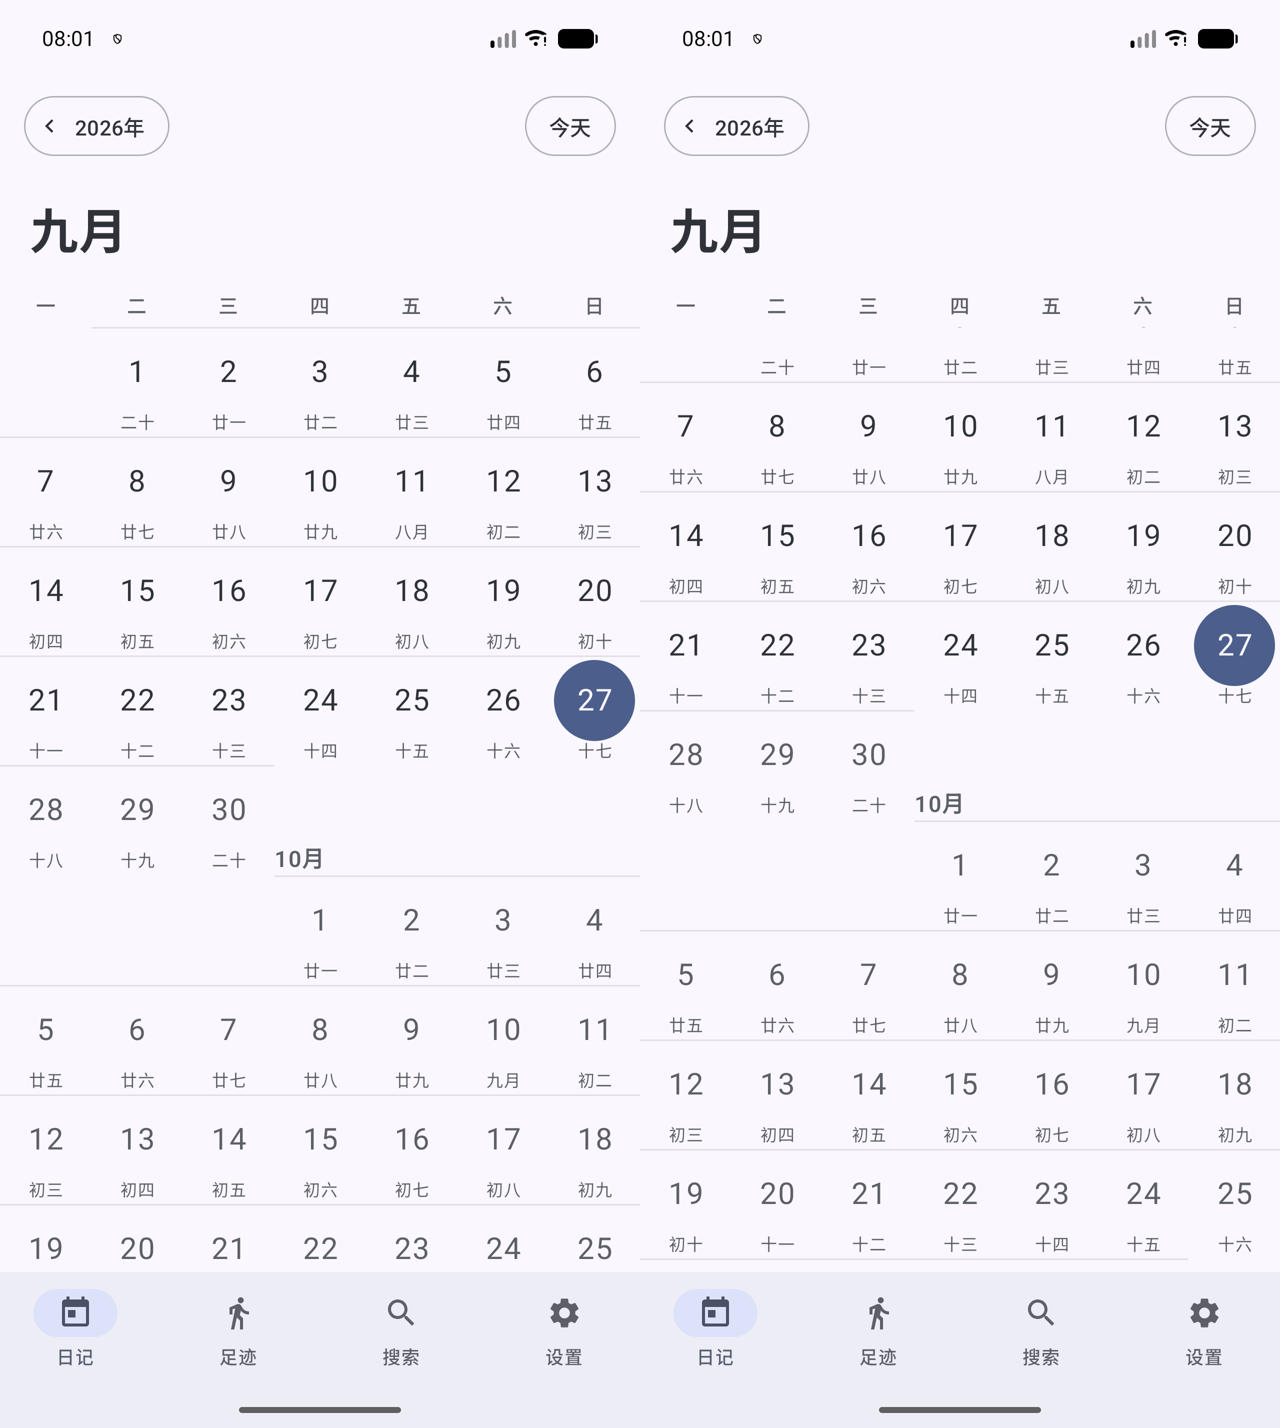 08:01
2026年
今天
九月
一 二 三 四 五 六 日
1 2 3 4 5 6
二十 廿一 廿二 廿三 廿四 廿五
7 8 9 10 11 12 13
廿六 廿七 廿八 廿九 八月 初二 初三
14 15 16 17 18 19 20
初四 初五 初六 初七 初八 初九 初十
21 22 23 24 25 26 27
十一 十二 十三 十四 十五 十六 十七
28 29 30
十八 十九 二十
10月
1 2 3 4
廿一 廿二 廿三 廿四
5 6 7 8 9 10 11
廿五 廿六 廿七 廿八 廿九 九月 初二
12 13 14 15 16 17 18
初三 初四 初五 初六 初七 初八 初九
19 20 21 22 23 24 25
日记 足迹 搜索 设置
08:01
2026年
今天
九月
一 二 三 四 五 六 日
二十 廿一 廿二 廿三 廿四 廿五
7 8 9 10 11 12 13
廿六 廿七 廿八 廿九 八月 初二 初三
14 15 16 17 18 19 20
初四 初五 初六 初七 初八 初九 初十
21 22 23 24 25 26 27
十一 十二 十三 十四 十五 十六 十七
28 29 30
十八 十九 二十
10月
1 2 3 4
廿一 廿二 廿三 廿四
5 6 7 8 9 10 11
廿五 廿六 廿七 廿八 廿九 九月 初二
12 13 14 15 16 17 18
初三 初四 初五 初六 初七 初八 初九
19 20 21 22 23 24 25
初十 十一 十二 十三 十四 十五 十六
日记 足迹 搜索 设置